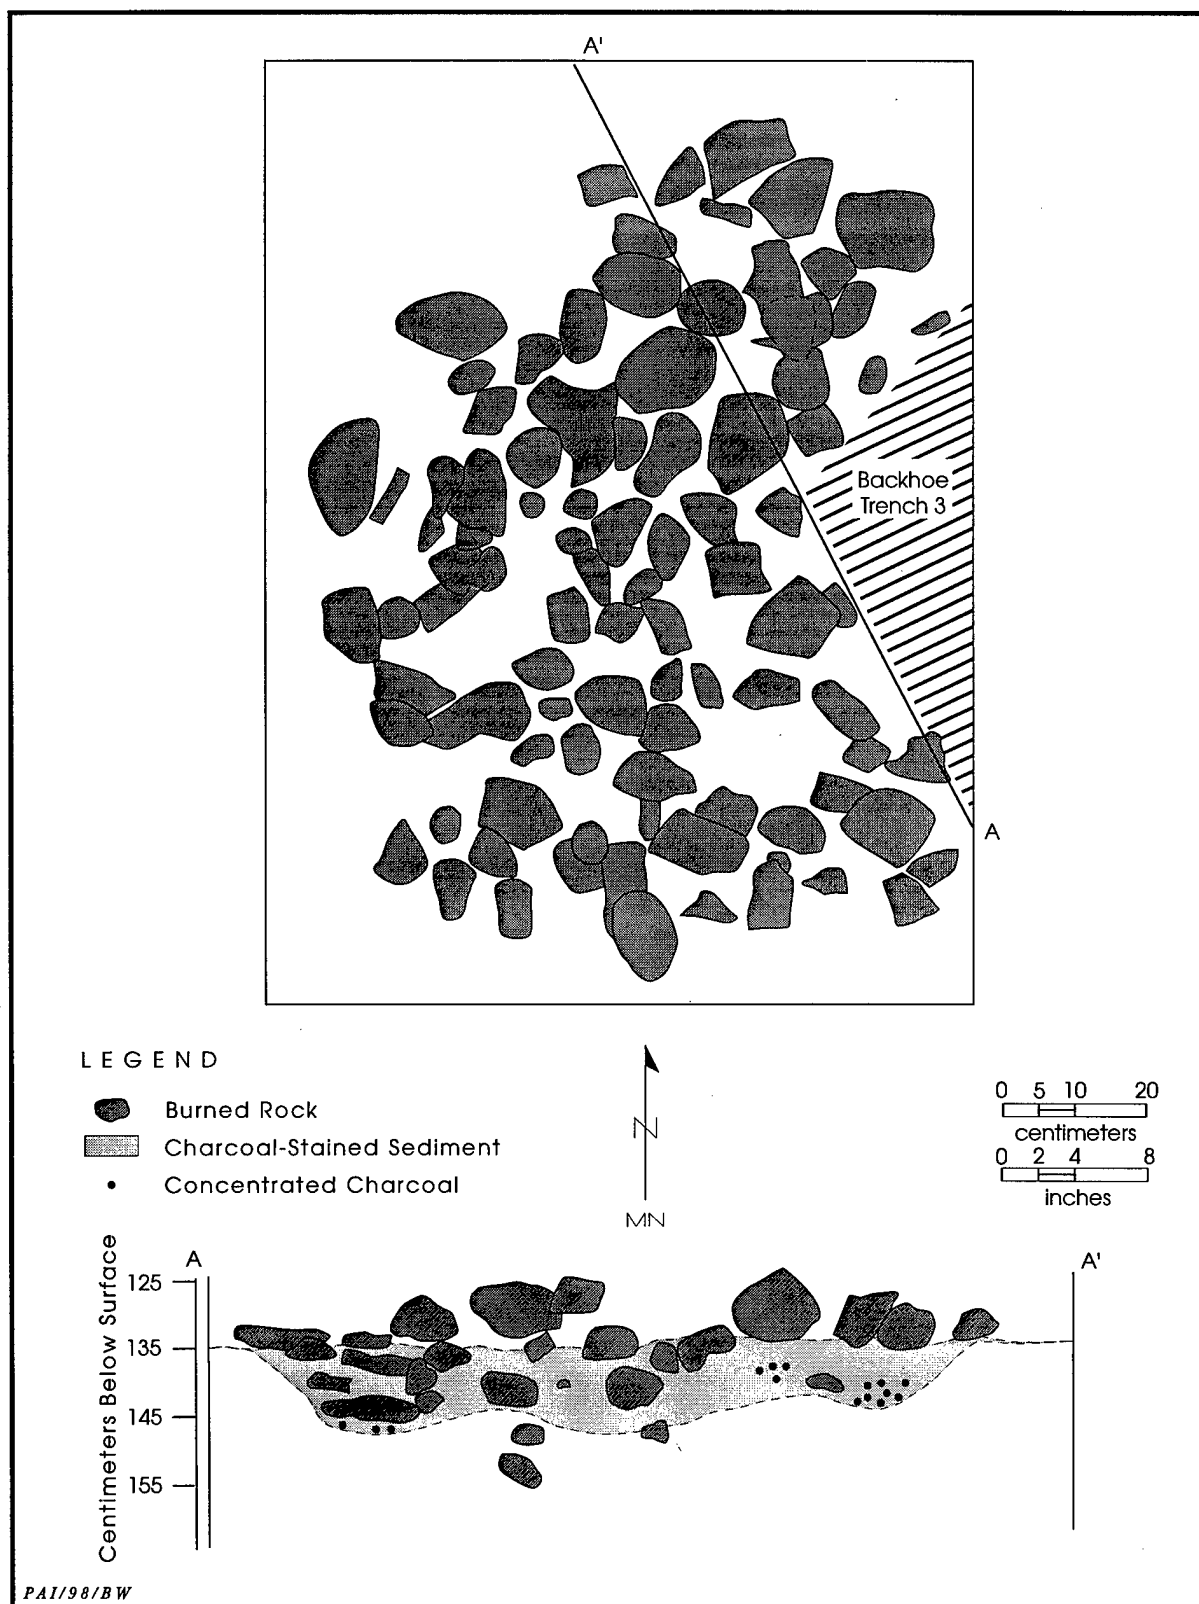 A'
Backhoe
Trench 3
A
LEGEND
Burned Rock
Charcoal-Stained Sediment
Concentrated Charcoal
N
MN
0 5 10 20
centimeters
0 2 4 8
inches
Centimeters Below Surface
A A'
125
135
145
155
PAI/98/BW